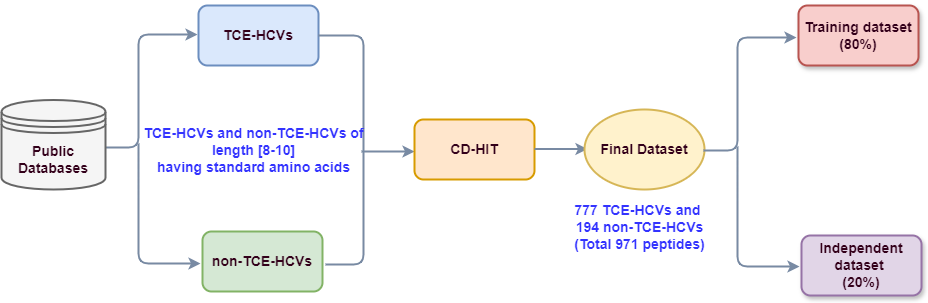 Public
Databases
TCE-HCVs
TCE-HCVs and non-TCE-HCVs of
length [8-10]
having standard amino acids
non-TCE-HCVs
CD-HIT
Final Dataset
777 TCE-HCVs and
194 non-TCE-HCVs
(Total 971 peptides)
Training dataset
(80%)
Independent
dataset
(20%)